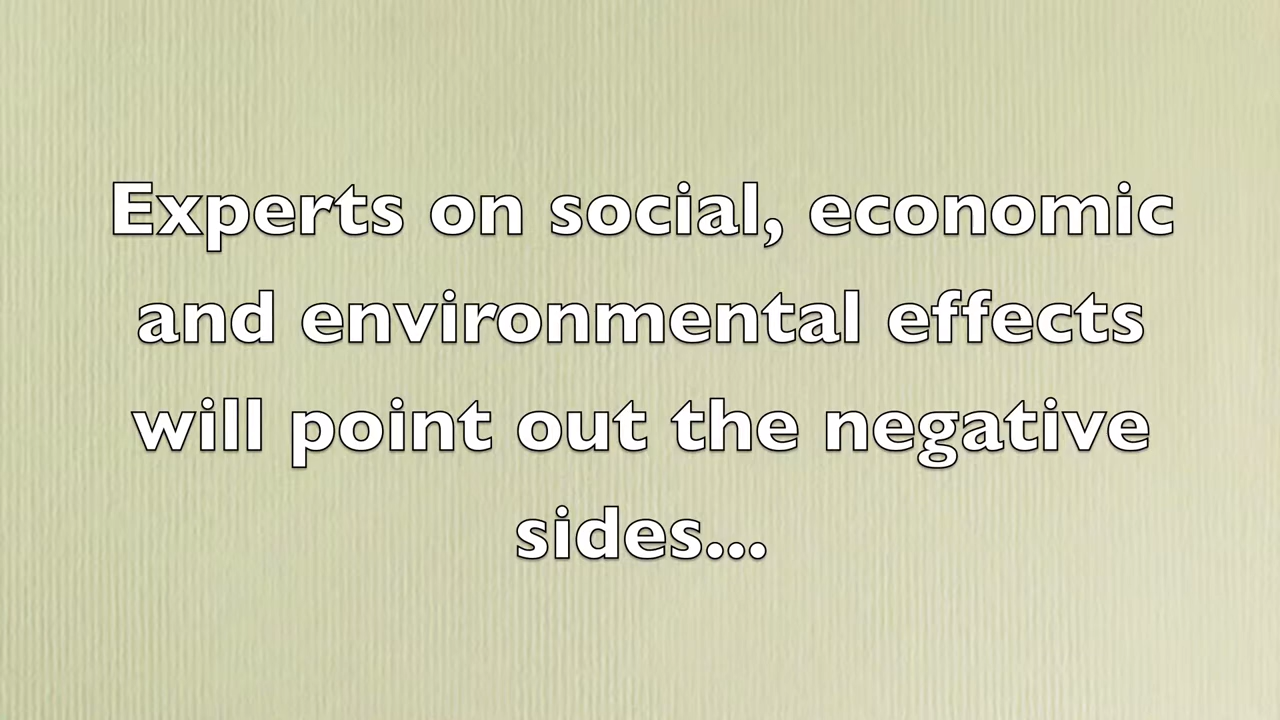 Experts on social, economic
and environmental effects
will point out the negative
sides...